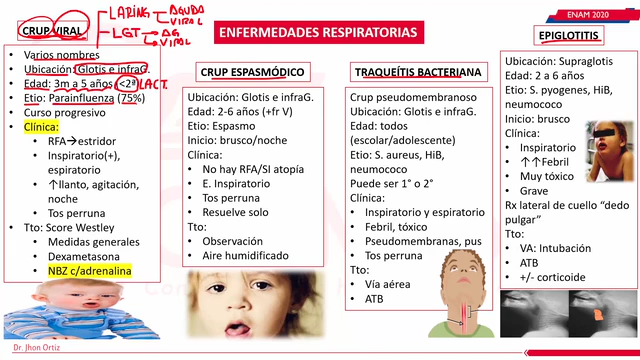 LARING → AGUDA
VIRAL
LGT → AG
VIRAL
ENAM 2020
CRUP VIRAL
ENFERMEDADES RESPIRATORIAS
EPIGLOTITIS
• Varios nombres
• Ubicación: Glotis e infraG.
• Edad: 3m a 5 años <2ª LACT.
• Etio: Parainfluenza (75%)
• Curso progresivo
• Clínica:
• RFA→estridor
• Inspiratorio(+), espiratorio
• ↑llanto, agitación, noche
• Tos perruna
• Tto: Score Westley
• Medidas generales
• Dexametasona
• NBZ c/adrenalina
CRUP ESPASMÓDICO
Ubicación: Glotis e infraG.
Edad: 2-6 años (+fr V)
Etio: Espasmo
Inicio: brusco/noche
Clínica:
• No hay RFA/SI atopía
• E. Inspiratorio
• Tos perruna
• Resuelve solo
Tto:
• Observación
• Aire humidificado
TRAQUEÍTIS BACTERIANA
Crup pseudomembranoso
Ubicación: Glotis e infraG.
Edad: todos
(escolar/adolescente)
Etio: S. aureus, HiB,
neumococo
Puede ser 1° o 2°
Clínica:
• Inspiratorio y espiratorio
• Febril, tóxico
• Pseudomembranas, pus
• Tos perruna
Tto:
• Vía aérea
• ATB
Ubicación: Supraglotis
Edad: 2 a 6 años
Etio: S. pyogenes, HiB,
neumococo
Inicio: brusco
Clínica:
• Inspiratorio
• ↑↑Febril
• Muy tóxico
• Grave
Rx lateral de cuello “dedo
pulgar”
Tto:
• VA: Intubación
• ATB
• +/- corticoide
Dr. Jhon Ortiz